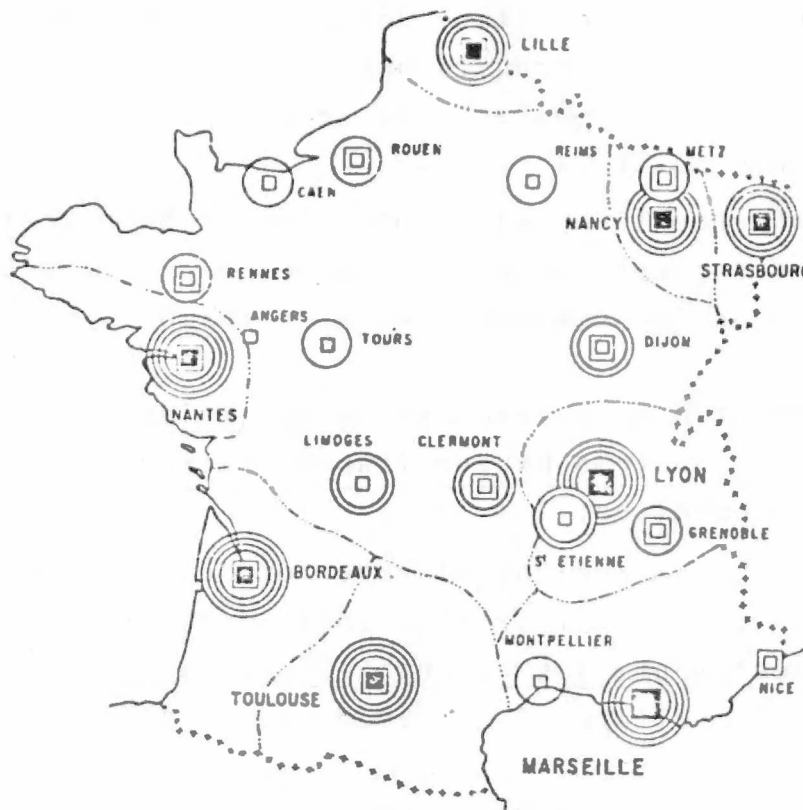 LILLE
ROUEN
REIMS
METZ
CAEN
NANCY
STRASBOURG
RENNES
ANGERS
TOURS
DIJON
NANTES
LIMOGES
CLERMONT
LYON
GRENOBLE
St ETIENNE
BORDEAUX
MONTPELLIER
TOULOUSE
NICE
MARSEILLE